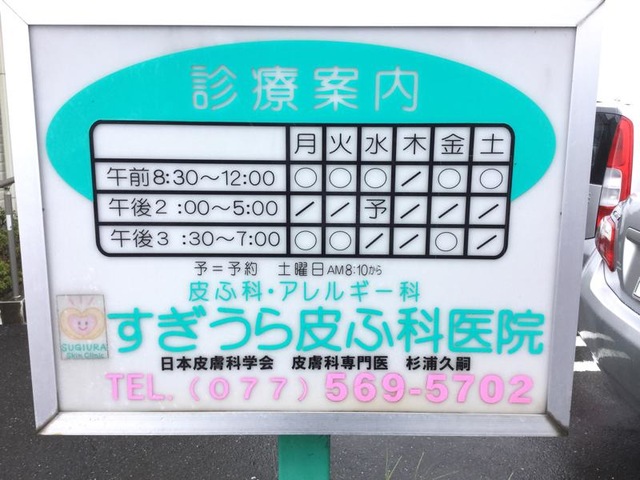 診療案内
月 火 水 木 金 土
午前8:30〜12:00 ○ ○ ○ ／ ○ ○
午後2:00〜5:00 ／ ／ 予 ／ ／ ／
午後3:30〜7:00 ○ ○ ／ ／ ○ ／
予=予約 土曜日AM8:10から
皮ふ科・アレルギー科
すぎうら皮ふ科医院
SUGIURA
Skin Clinic
日本皮膚科学会 皮膚科専門医 杉浦久嗣
TEL.(077)569-5702